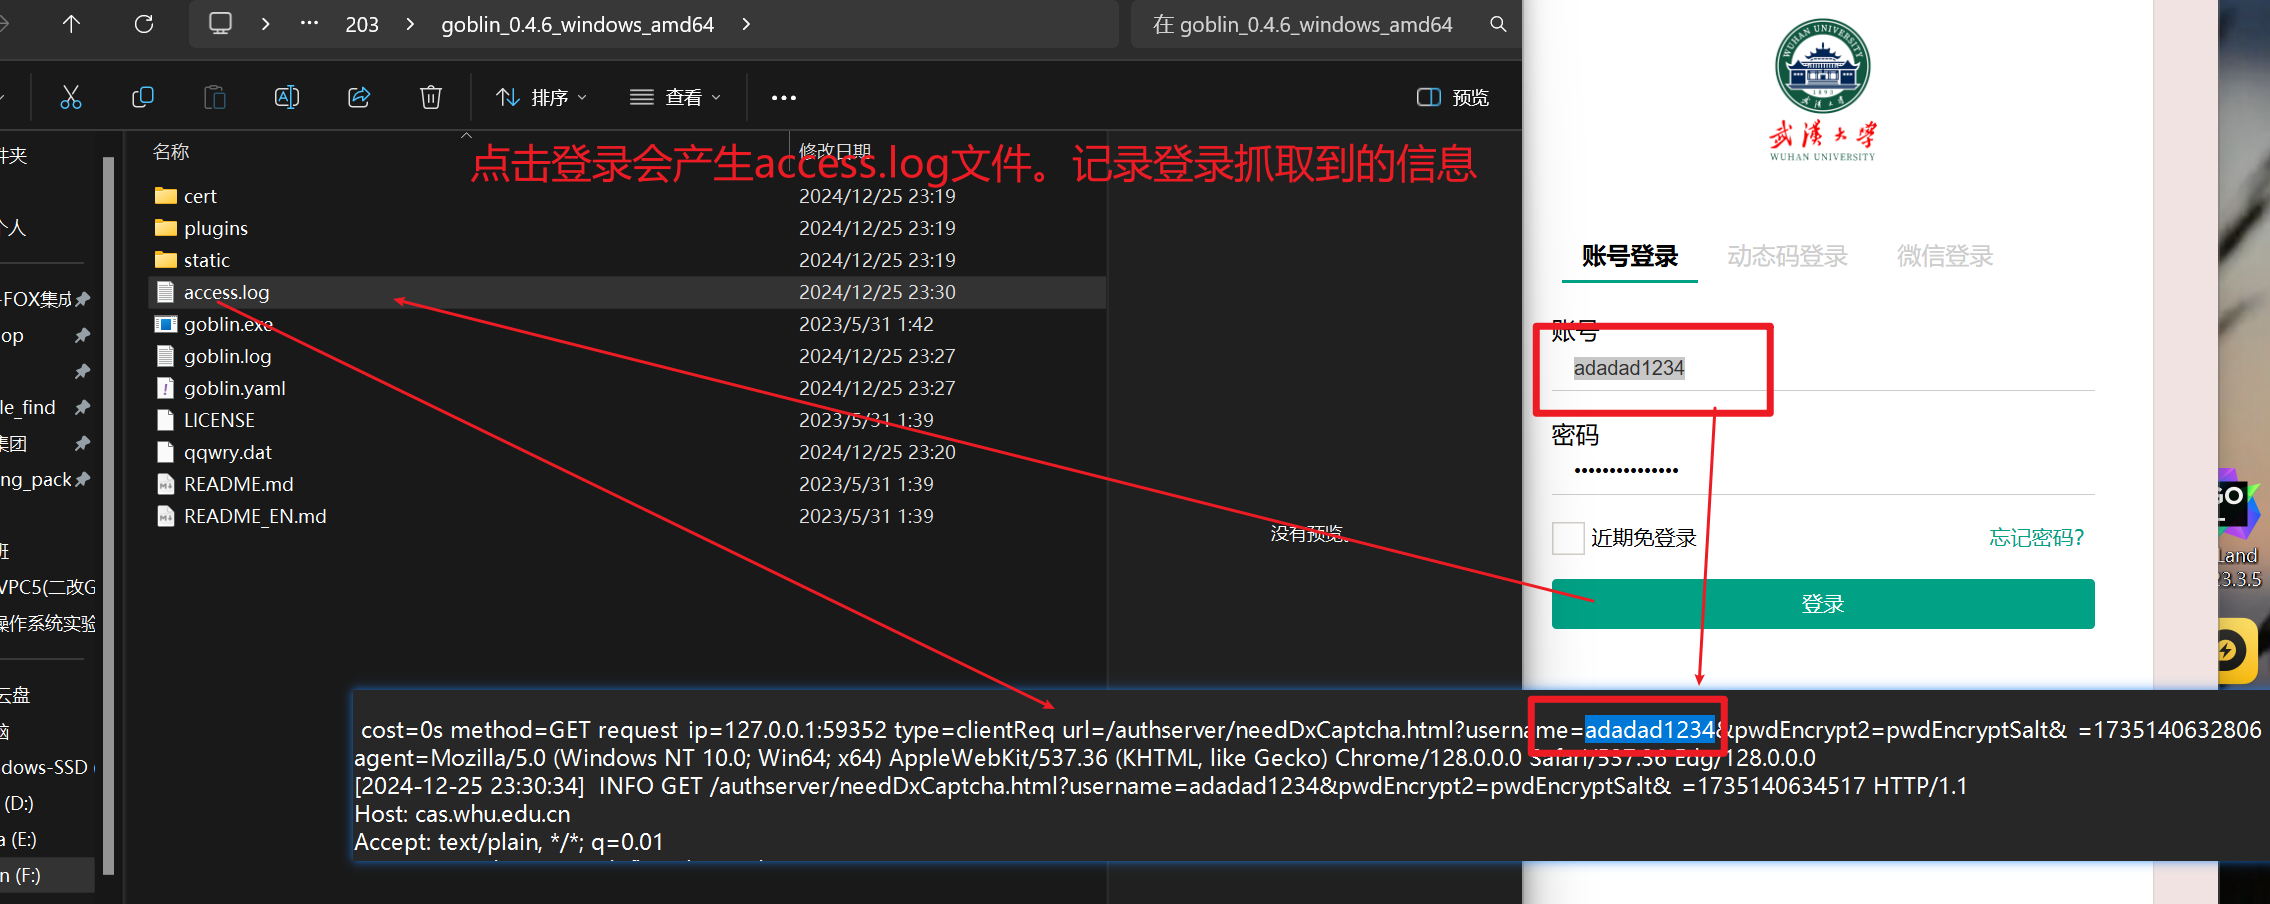 203
goblin_0.4.6_windows_amd64
在 goblin_0.4.6_windows_amd64
排序
查看
预览
件夹
个人
-FOX集成
op
le_find
集团
ng_pack
班
VPC5(二改G
操作系统实验
云盘
脑
dows-SSD (
(D:)
a (E:)
n (F:)
名称
修改日期
点击登录会产生access.log文件。记录登录抓取到的信息
cert 2024/12/25 23:19
plugins 2024/12/25 23:19
static 2024/12/25 23:19
access.log 2024/12/25 23:30
goblin.exe 2023/5/31 1:42
goblin.log 2024/12/25 23:27
goblin.yaml 2024/12/25 23:27
LICENSE 2023/5/31 1:39
qqwry.dat 2024/12/25 23:20
README.md 2023/5/31 1:39
README_EN.md 2023/5/31 1:39
没有预览。
WUHAN UNIVERSITY
1893
武汉大学
武漢大学
WUHAN UNIVERSITY
账号登录 动态码登录 微信登录
账号
adadad1234
密码
•••••••••••••••
近期免登录
忘记密码?
登录
GO
Land
23.3.5
cost=0s method=GET request_ip=127.0.0.1:59352 type=clientReq url=/authserver/needDxCaptcha.html?username=adadad1234&pwdEncrypt2=pwdEncryptSalt&_=1735140632806
agent=Mozilla/5.0 (Windows NT 10.0; Win64; x64) AppleWebKit/537.36 (KHTML, like Gecko) Chrome/128.0.0.0 Safari/537.36 Edg/128.0.0.0
[2024-12-25 23:30:34] INFO GET /authserver/needDxCaptcha.html?username=adadad1234&pwdEncrypt2=pwdEncryptSalt&_=1735140634517 HTTP/1.1
Host: cas.whu.edu.cn
Accept: text/plain, */*; q=0.01